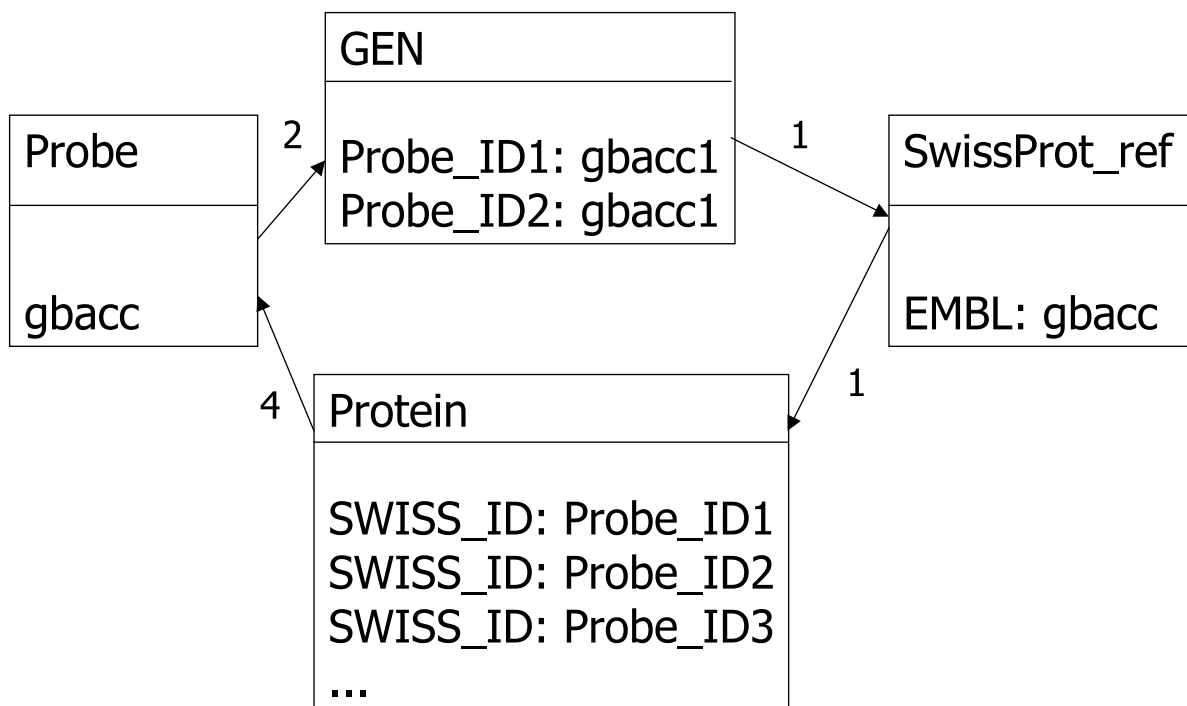 GEN
Probe_ID1: gbacc1
Probe_ID2: gbacc1
2
1
Probe
gbacc
SwissProt_ref
EMBL: gbacc
4
1
Protein
SWISS_ID: Probe_ID1
SWISS_ID: Probe_ID2
SWISS_ID: Probe_ID3
...